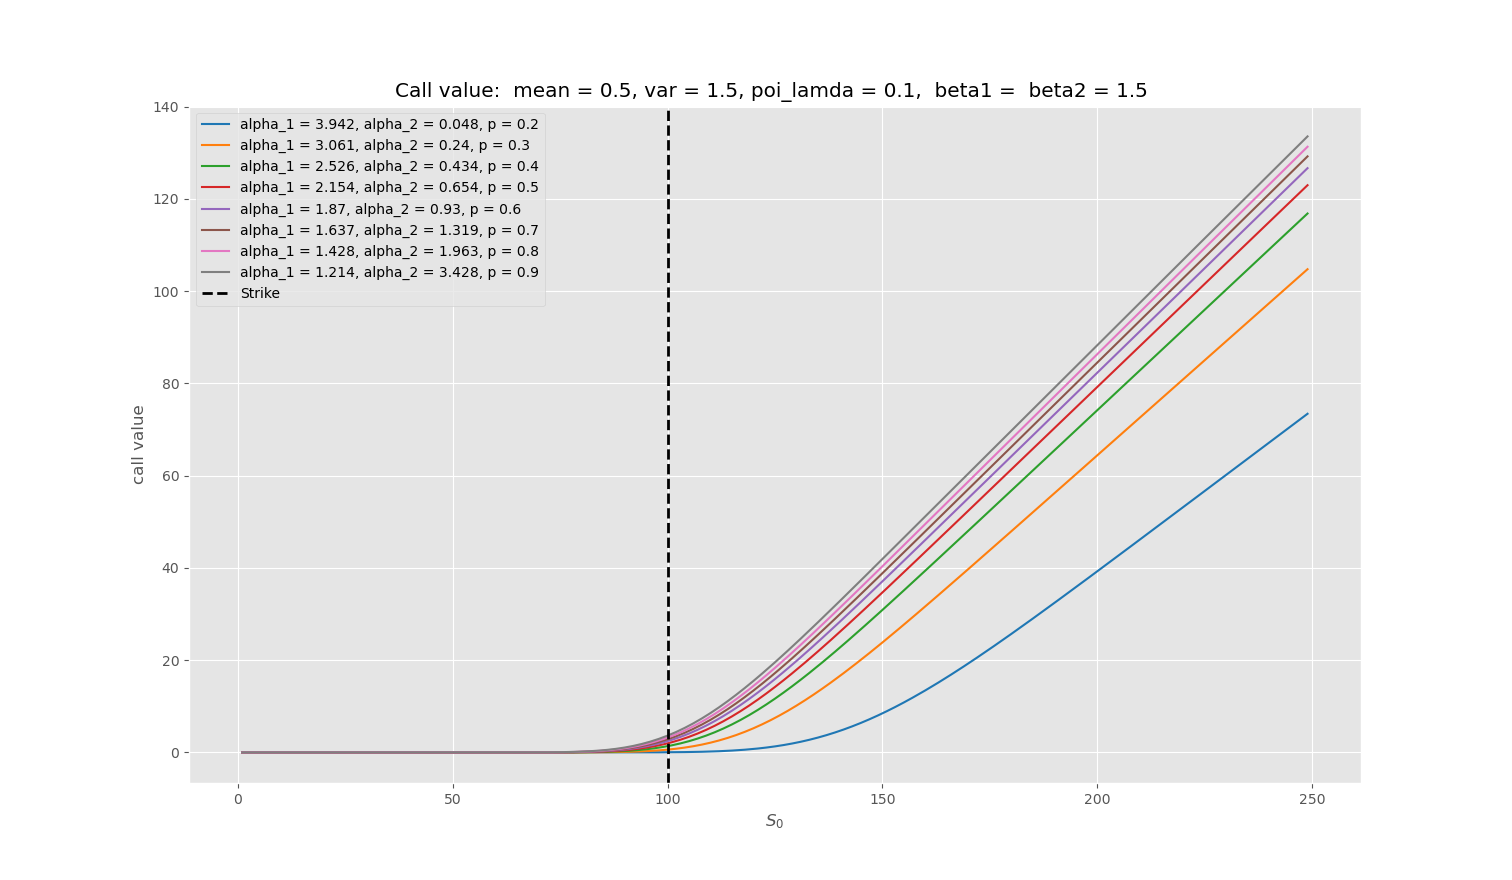 Call value:  mean = 0.5, var = 1.5, poi_lamda = 0.1,  beta1 =  beta2 = 1.5
140
120
100
80
60
40
20
0
call value
alpha_1 = 3.942, alpha_2 = 0.048, p = 0.2
alpha_1 = 3.061, alpha_2 = 0.24, p = 0.3
alpha_1 = 2.526, alpha_2 = 0.434, p = 0.4
alpha_1 = 2.154, alpha_2 = 0.654, p = 0.5
alpha_1 = 1.87, alpha_2 = 0.93, p = 0.6
alpha_1 = 1.637, alpha_2 = 1.319, p = 0.7
alpha_1 = 1.428, alpha_2 = 1.963, p = 0.8
alpha_1 = 1.214, alpha_2 = 3.428, p = 0.9
Strike
0 50 100 150 200 250
S₀